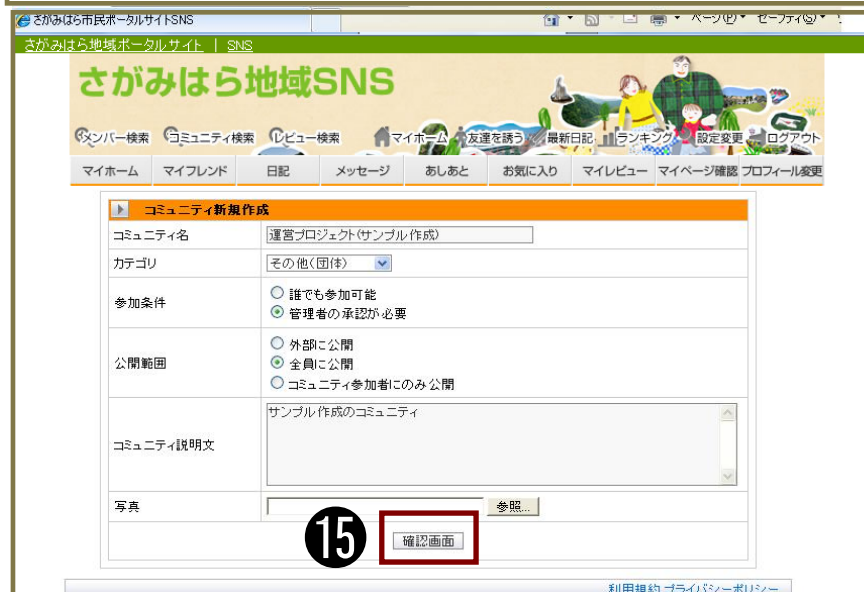 さがみはら市民ポータルサイトSNS
ページ(P)▼ セーフティ(S)▼
さがみはら地域ポータルサイト | SNS
さがみはら地域SNS
メンバー検索 コミュニティ検索 レビュー検索 マイホーム 友達を誘う 最新日記 ランキング 設定変更 ログアウト
マイホーム マイフレンド 日記 メッセージ あしあと お気に入り マイレビュー マイページ確認 プロフィール変更
コミュニティ新規作成
コミュニティ名 運営プロジェクト(サンプル作成)
カテゴリ その他(団体)
参加条件
誰でも参加可能
管理者の承認が必要
公開範囲
外部に公開
全員に公開
コミュニティ参加者にのみ公開
コミュニティ説明文
サンプル作成のコミュニティ
写真 参照...
⑮ 確認画面
利用規約 プライバシーポリシー